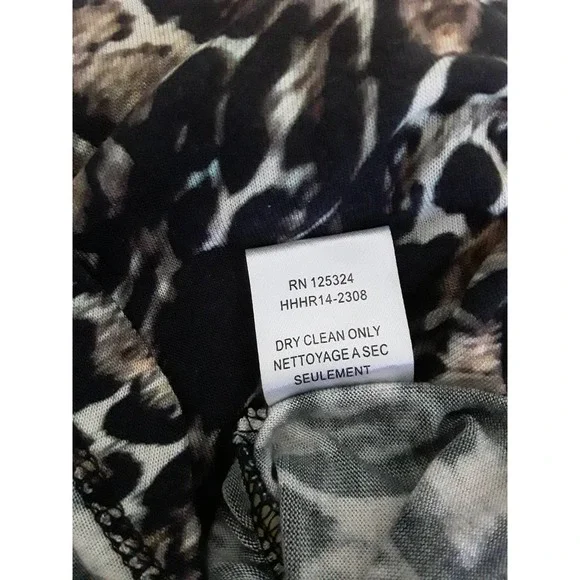 RN 125324
HHHR14-2308
DRY CLEAN ONLY
NETTOYAGE A SEC
SEULEMENT